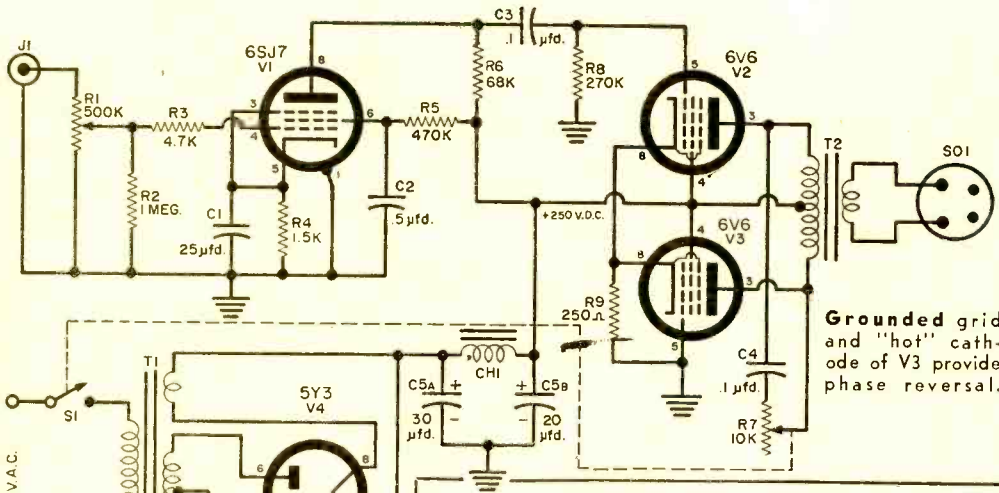 J1
R1
500K
R3
4.7K
R2
1 MEG.
6SJ7
V1
8
3
4
6
5
1
C1
25µfd.
R4
1.5K
C2
.5µfd.
R5
470K
R6
68K
C3
.1 µfd.
R8
270K
6V6
V2
5
3
8
4
+250 V.D.C.
6V6
V3
4
8
3
5
R9
250Ω
T2
SO1
C4
.1 µfd.
R7
10K
Grounded grid
and "hot" cath-
ode of V3 provide
phase reversal.
S1
V.A.C.
T1
5Y3
V4
6
8
CH1
C5A
+
–
30
µfd.
C5B
+
–
20
µfd.